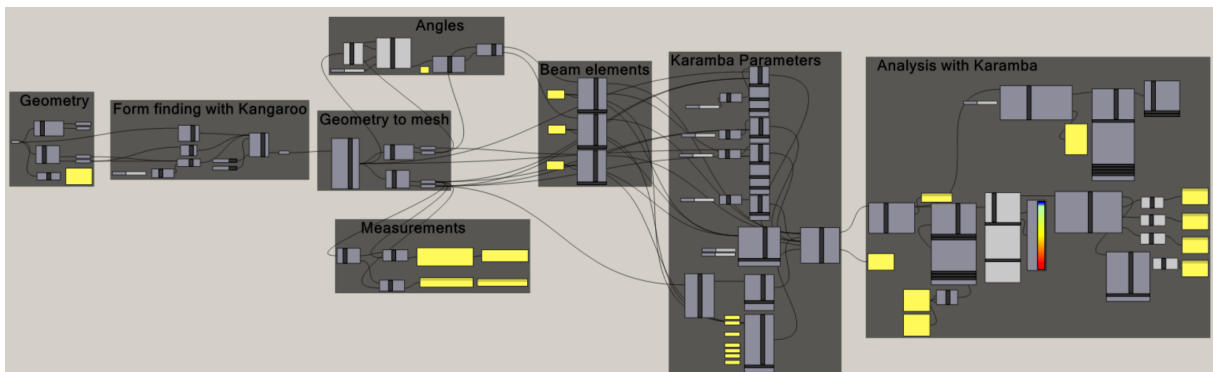 Angles
Beam elements
Karamba Parameters
Analysis with Karamba
Geometry
Form finding with Kangaroo
Geometry to mesh
Measurements